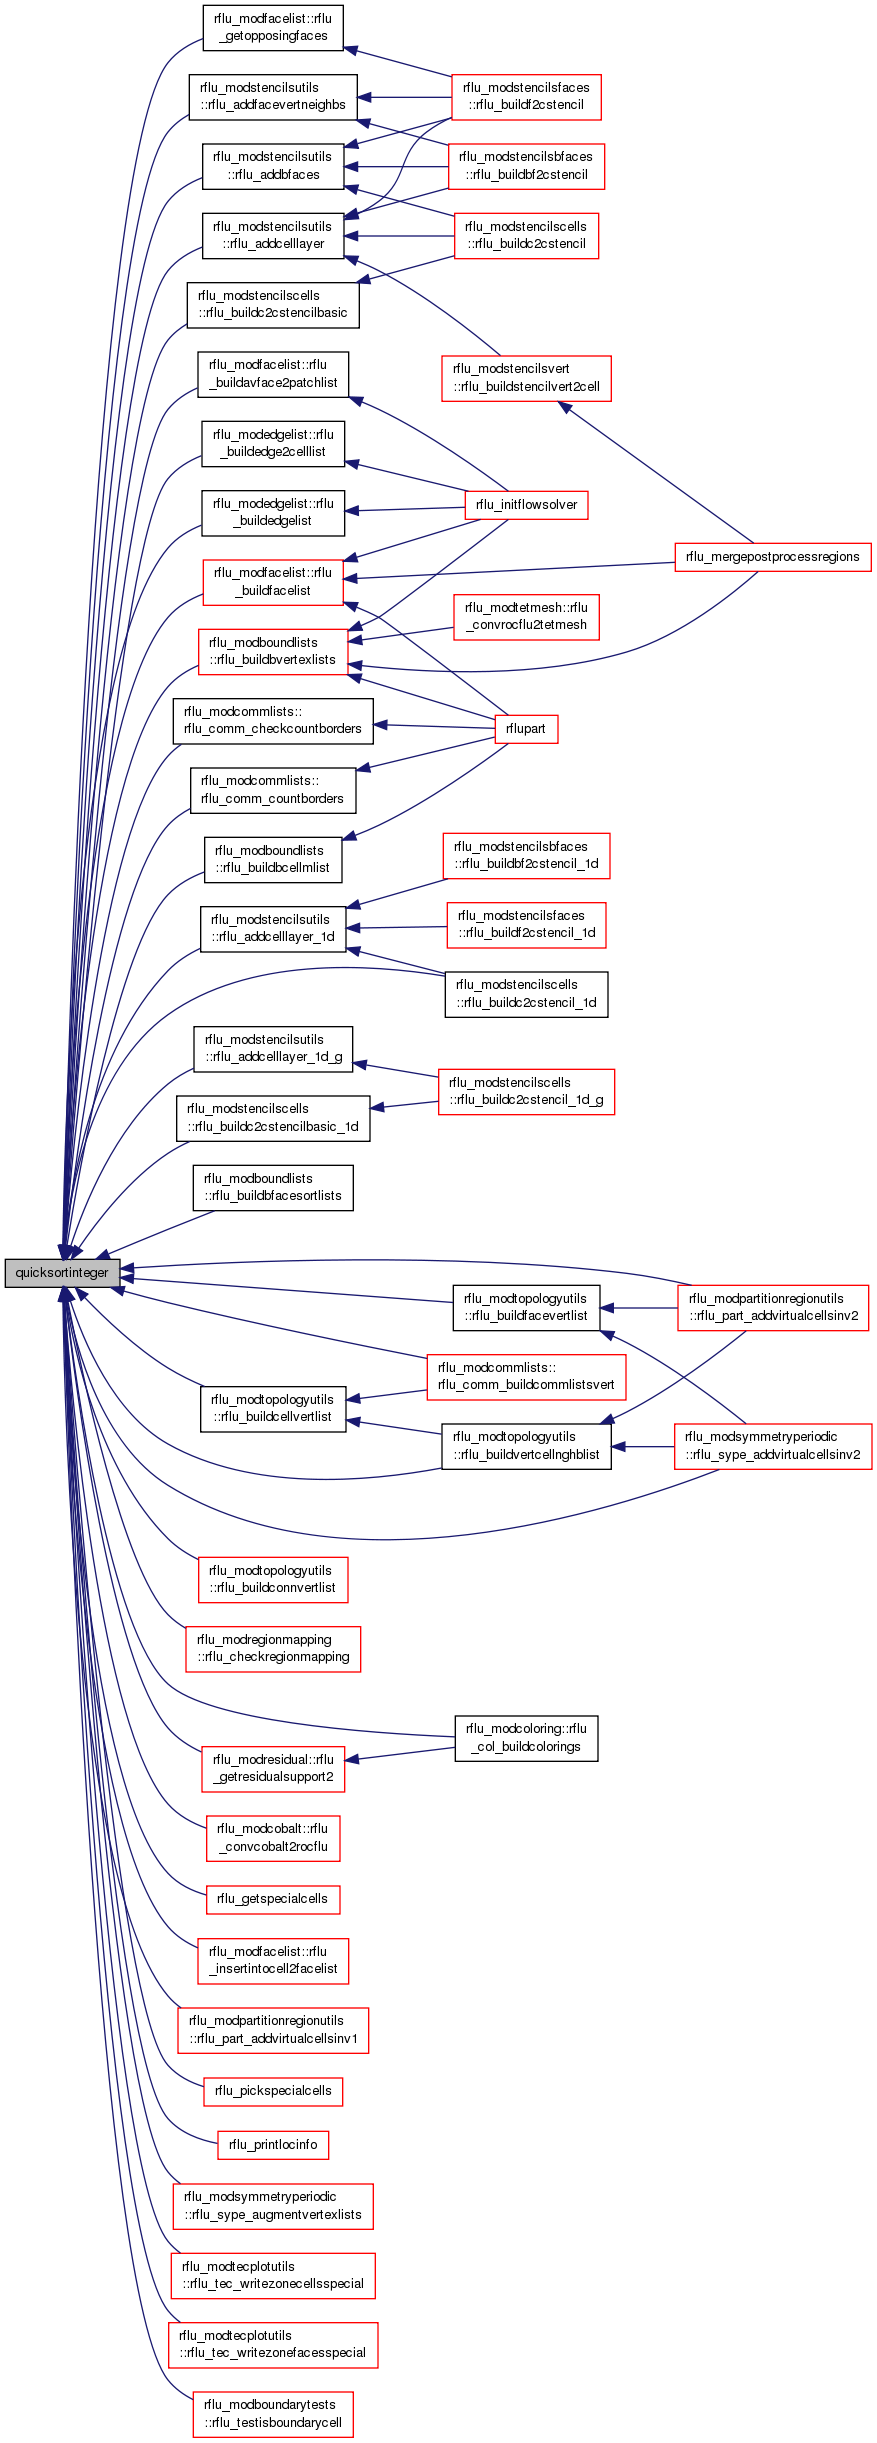 rflu_modfacelist::rflu
_getopposingfaces
rflu_modstencilsutils
::rflu_addfacevertneighbs
rflu_modstencilsfaces
::rflu_buildf2cstencil
rflu_modstencilsutils
::rflu_addbfaces
rflu_modstencilsbfaces
::rflu_buildbf2cstencil
rflu_modstencilsutils
::rflu_addcelllayer
rflu_modstencilscells
::rflu_buildc2cstencil
rflu_modstencilscells
::rflu_buildc2cstencilbasic
rflu_modfacelist::rflu
_buildavface2patchlist
rflu_modstencilsvert
::rflu_buildstencilvert2cell
rflu_modedgelist::rflu
_buildedge2celllist
rflu_modedgelist::rflu
_buildedgelist
rflu_initflowsolver
rflu_modfacelist::rflu
_buildfacelist
rflu_mergepostprocessregions
rflu_modtetmesh::rflu
_convrocflu2tetmesh
rflu_modboundlists
::rflu_buildbvertexlists
rflu_modcommlists::
rflu_comm_checkcountborders
rflupart
rflu_modcommlists::
rflu_comm_countborders
rflu_modboundlists
::rflu_buildbcellmlist
rflu_modstencilsbfaces
::rflu_buildbf2cstencil_1d
rflu_modstencilsutils
::rflu_addcelllayer_1d
rflu_modstencilsfaces
::rflu_buildf2cstencil_1d
rflu_modstencilscells
::rflu_buildc2cstencil_1d
rflu_modstencilsutils
::rflu_addcelllayer_1d_g
rflu_modstencilscells
::rflu_buildc2cstencil_1d_g
rflu_modstencilscells
::rflu_buildc2cstencilbasic_1d
rflu_modboundlists
::rflu_buildbfacesortlists
quicksortinteger
rflu_modtopologyutils
::rflu_buildfacevertlist
rflu_modpartitionregionutils
::rflu_part_addvirtualcellsinv2
rflu_modcommlists::
rflu_comm_buildcommlistsvert
rflu_modtopologyutils
::rflu_buildcellvertlist
rflu_modtopologyutils
::rflu_buildvertcellnghblist
rflu_modsymmetryperiodic
::rflu_sype_addvirtualcellsinv2
rflu_modtopologyutils
::rflu_buildconnvertlist
rflu_modregionmapping
::rflu_checkregionmapping
rflu_modcoloring::rflu
_col_buildcolorings
rflu_modresidual::rflu
_getresidualsupport2
rflu_modcobalt::rflu
_convcobalt2rocflu
rflu_getspecialcells
rflu_modfacelist::rflu
_insertintocell2facelist
rflu_modpartitionregionutils
::rflu_part_addvirtualcellsinv1
rflu_pickspecialcells
rflu_printlocinfo
rflu_modsymmetryperiodic
::rflu_sype_augmentvertexlists
rflu_modtecplotutils
::rflu_tec_writezonecellsspecial
rflu_modtecplotutils
::rflu_tec_writezonefacesspecial
rflu_modboundarytests
::rflu_testisboundarycell